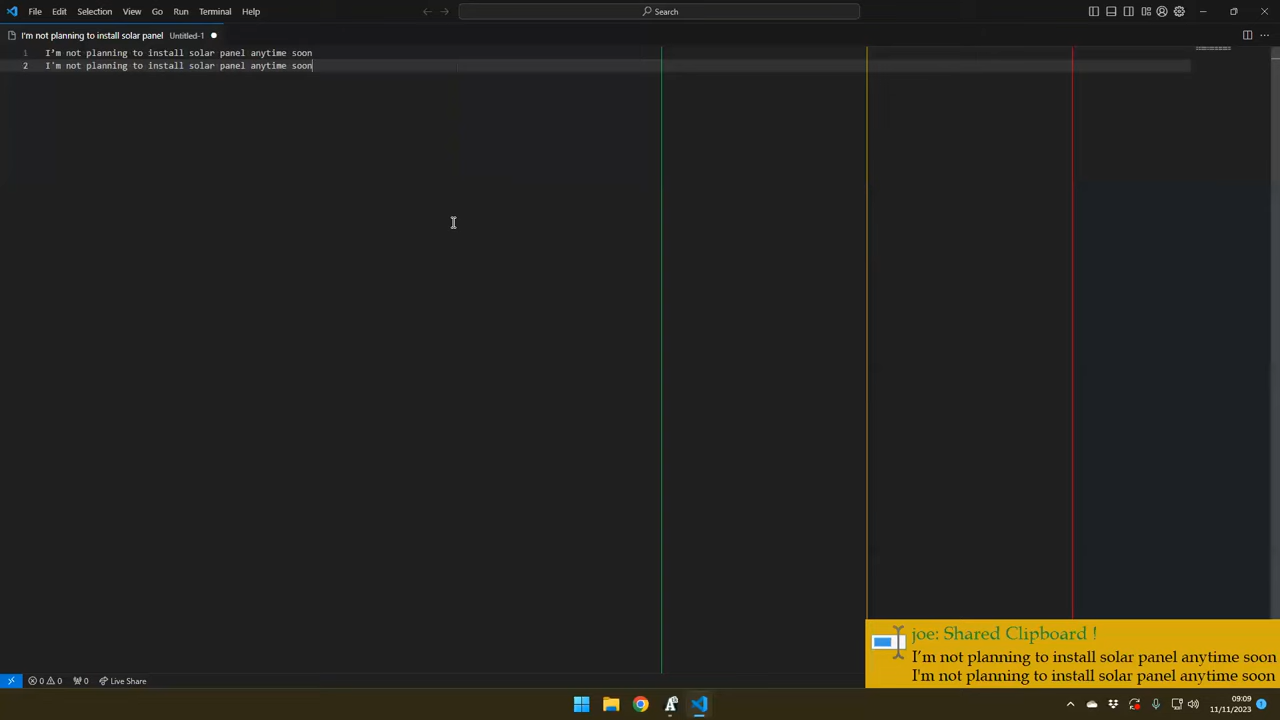 File Edit Selection View Go Run Terminal Help
Search
I'm not planning to install solar panel Untitled-1
1 I’m not planning to install solar panel anytime soon
2 I'm not planning to install solar panel anytime soon
joe: Shared Clipboard !
I’m not planning to install solar panel anytime soon
I'm not planning to install solar panel anytime soon
0 0 0 Live Share
09:09
11/11/2023